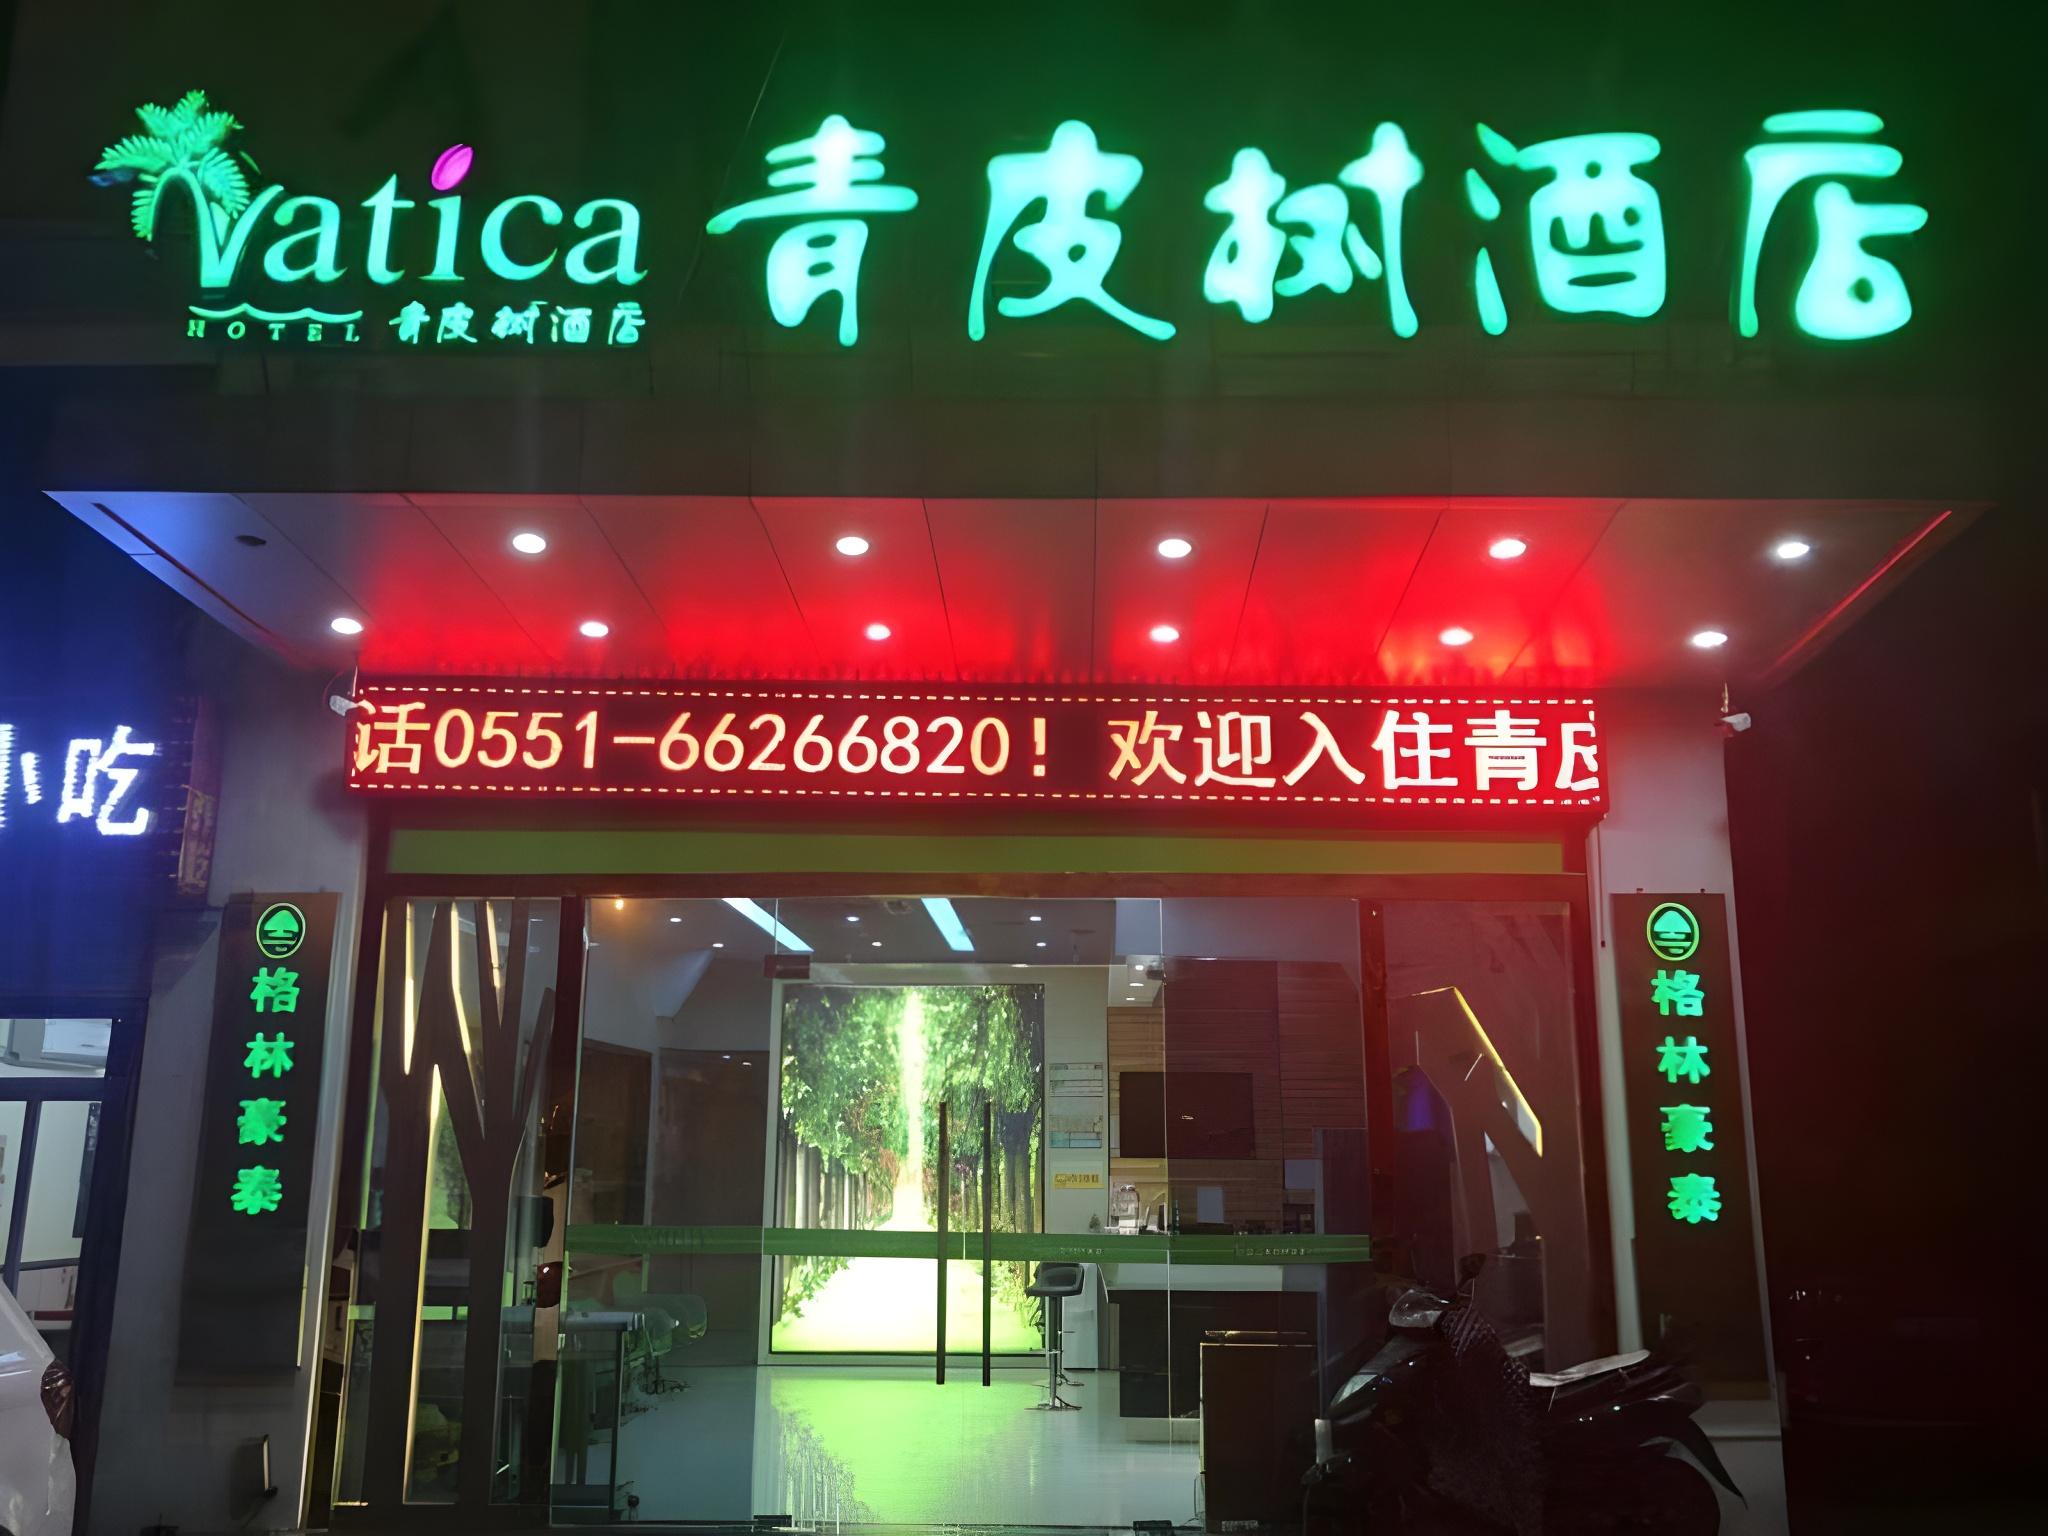 Vatica
HOTEL 青皮树酒店
青皮树酒店
话0551-66266820！ 欢迎入住青
小吃
格林豪泰
格林豪泰